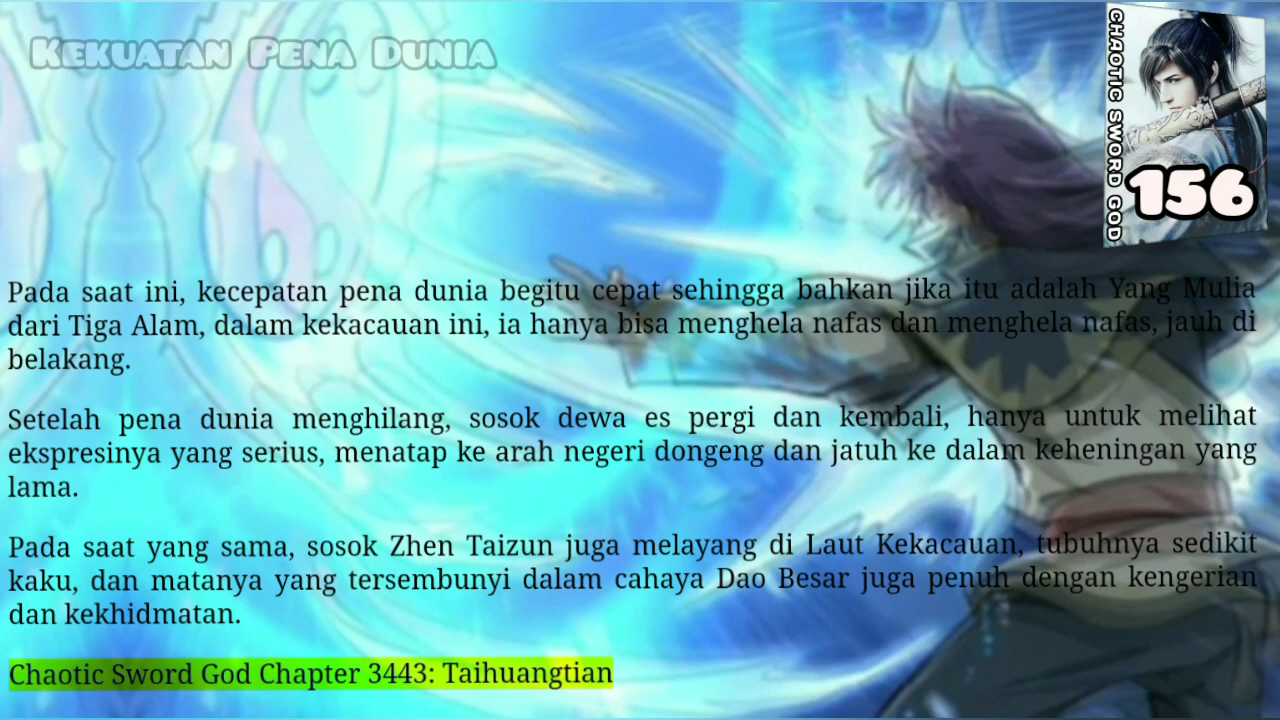 Kekuatan Pena Dunia
CHAOTIC SWORD GOD
156
Pada saat ini, kecepatan pena dunia begitu cepat sehingga bahkan jika itu adalah Yang Mulia
dari Tiga Alam, dalam kekacauan ini, ia hanya bisa menghela nafas dan menghela nafas, jauh di
belakang.
Setelah pena dunia menghilang, sosok dewa es pergi dan kembali, hanya untuk melihat
ekspresinya yang serius, menatap ke arah negeri dongeng dan jatuh ke dalam keheningan yang
lama.
Pada saat yang sama, sosok Zhen Taizun juga melayang di Laut Kekacauan, tubuhnya sedikit
kaku, dan matanya yang tersembunyi dalam cahaya Dao Besar juga penuh dengan kengerian
dan kekhidmatan.
Chaotic Sword God Chapter 3443: Taihuangtian